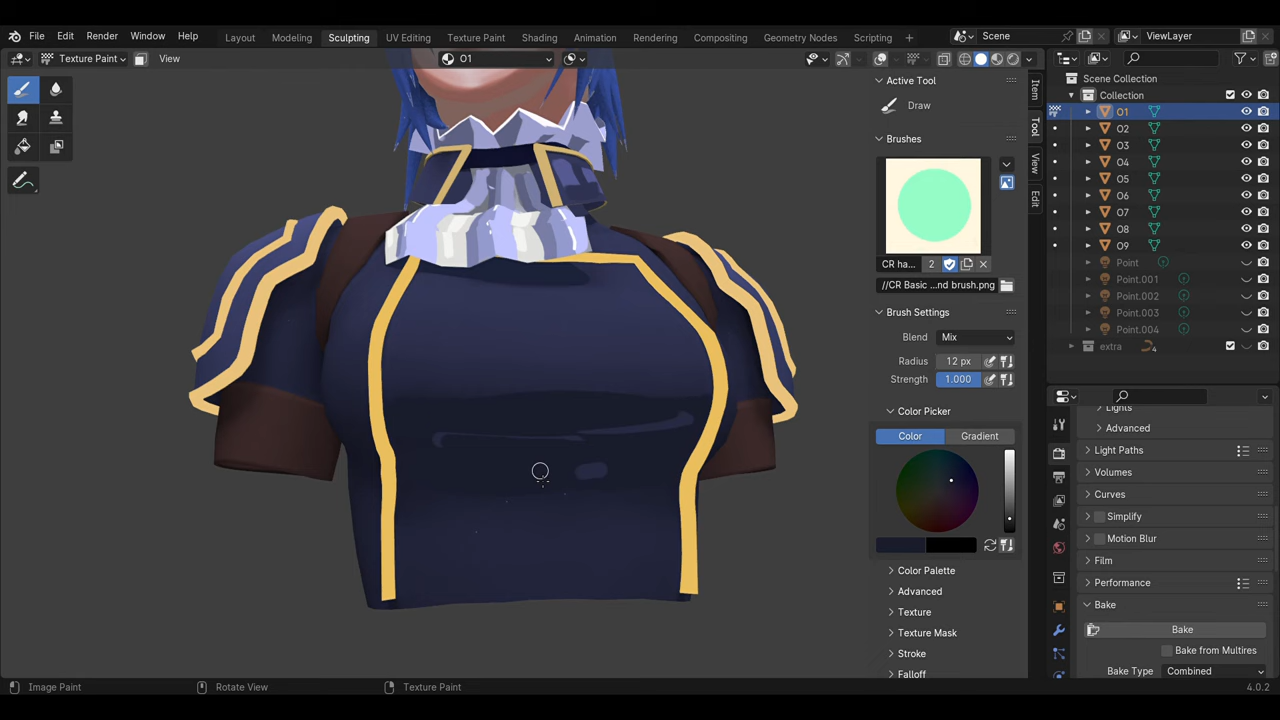 File Edit Render Window Help Layout Modeling Sculpting UV Editing Texture Paint Shading Animation Rendering Compositing Geometry Nodes Scripting + Scene ViewLayer
Texture Paint View O1
Active Tool
Draw
Brushes
CR ha... 2
//CR Basic ...nd brush.png
Brush Settings
Blend Mix
Radius 12 px
Strength 1.000
Color Picker
Color Gradient
Color Palette
Advanced
Texture
Texture Mask
Stroke
Falloff
Item
Tool
View
Edit
Scene Collection
Collection
O1
O2
O3
O4
O5
O6
O7
O8
O9
Point
Point.001
Point.002
Point.003
Point.004
extra 4
Lights
Advanced
Light Paths
Volumes
Curves
Simplify
Motion Blur
Film
Performance
Bake
Bake
Bake from Multires
Bake Type Combined
Image Paint Rotate View Texture Paint 4.0.2